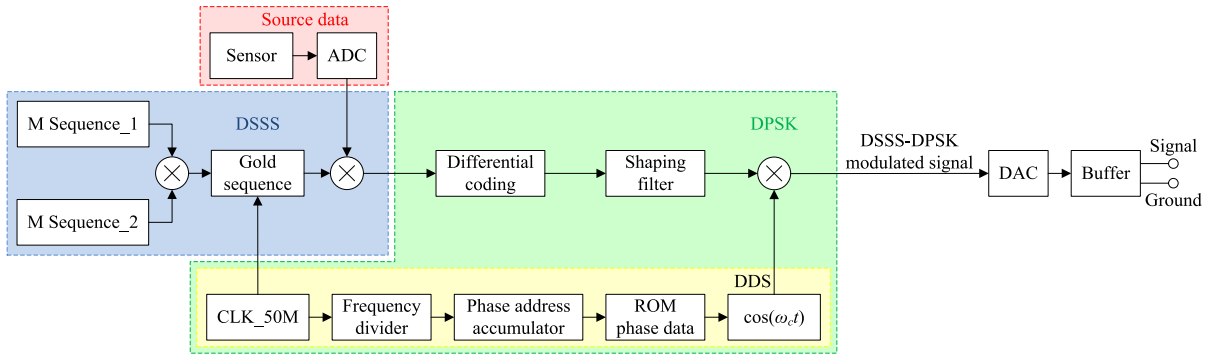 Source data
Sensor
ADC
M Sequence_1
DSSS
DPSK
M Sequence_2
Gold
sequence
Differential
coding
Shaping
filter
DSSS-DPSK
modulated signal
DAC
Buffer
Signal
Ground
DDS
CLK_50M
Frequency
divider
Phase address
accumulator
ROM
phase data
cos(ω_c t)